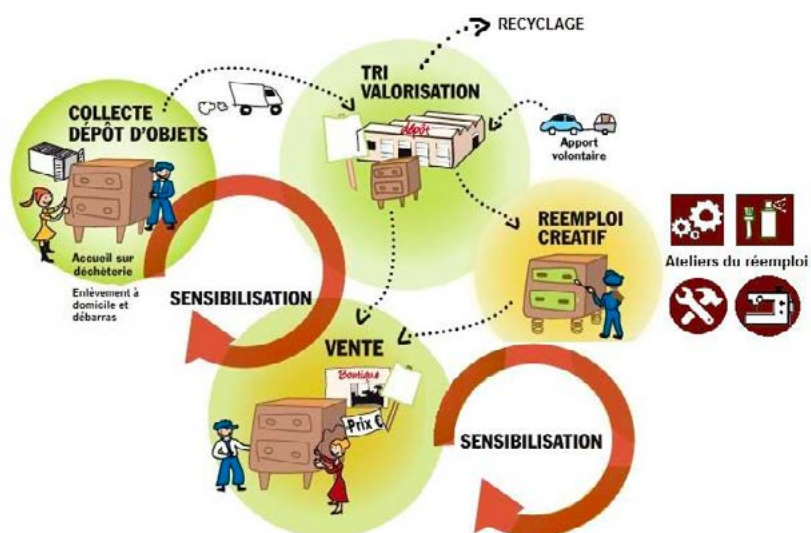 RECYCLAGE
TRI
VALORISATION
COLLECTE
DÉPÔT D'OBJETS
dépôt
Apport
volontaire
REEMPLOI
CREATIF
Accueil sur
déchèterie
Enlèvement à
domicile et
débarras
SENSIBILISATION
Ateliers du réemploi
VENTE
Boutique
Prix €
SENSIBILISATION